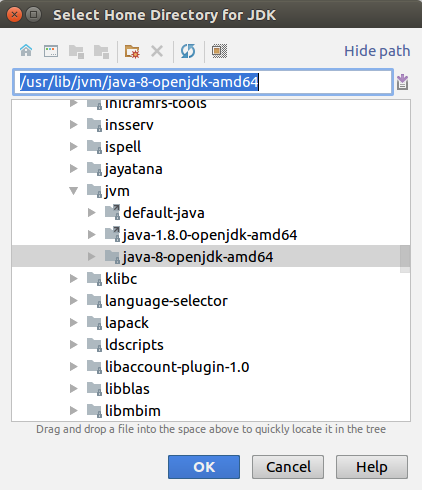 Select Home Directory for JDK
Hide path
/usr/lib/jvm/java-8-openjdk-amd64
initramfs-tools
insserv
ispell
jayatana
jvm
default-java
java-1.8.0-openjdk-amd64
java-8-openjdk-amd64
klibc
language-selector
lapack
ldscripts
libaccount-plugin-1.0
libblas
libmbim
Drag and drop a file into the space above to quickly locate it in the tree
OK
Cancel
Help